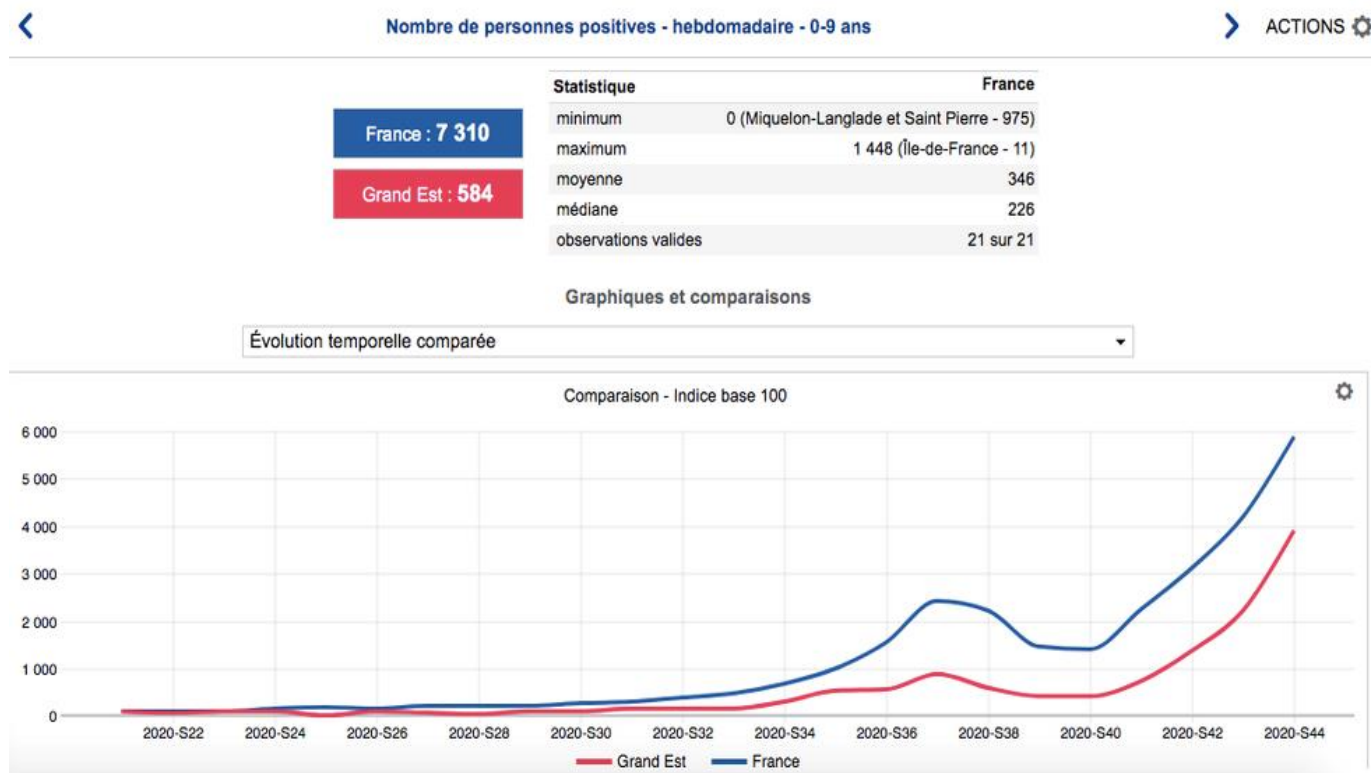 Nombre de personnes positives - hebdomadaire - 0-9 ans
ACTIONS
France : 7 310
Grand Est : 584
Statistique France
minimum 0 (Miquelon-Langlade et Saint Pierre - 975)
maximum 1 448 (Île-de-France - 11)
moyenne 346
médiane 226
observations valides 21 sur 21
Graphiques et comparaisons
Évolution temporelle comparée
Comparaison - Indice base 100
6 000
5 000
4 000
3 000
2 000
1 000
0
2020-S22 2020-S24 2020-S26 2020-S28 2020-S30 2020-S32 2020-S34 2020-S36 2020-S38 2020-S40 2020-S42 2020-S44
Grand Est France